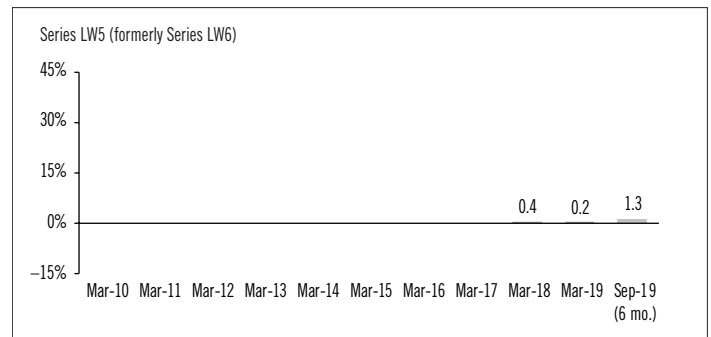 Series LW5 (formerly Series LW6)
45%
30%
15%
0%
–15%
0.4 0.2 1.3
Mar-10 Mar-11 Mar-12 Mar-13 Mar-14 Mar-15 Mar-16 Mar-17 Mar-18 Mar-19 Sep-19
(6 mo.)